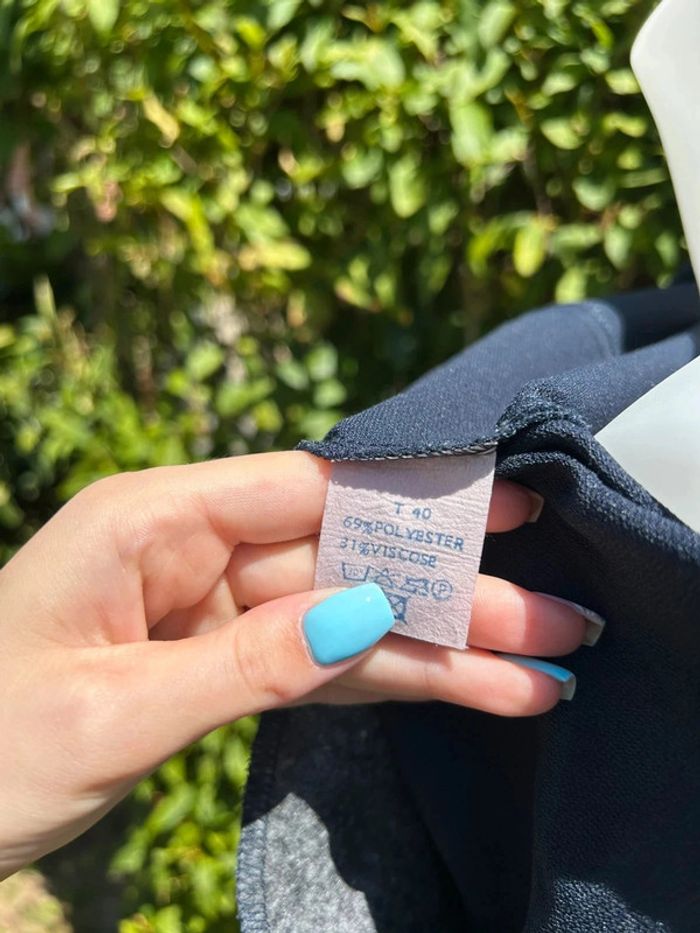 T 40
69%POLYESTER
31%VISCOSE
P